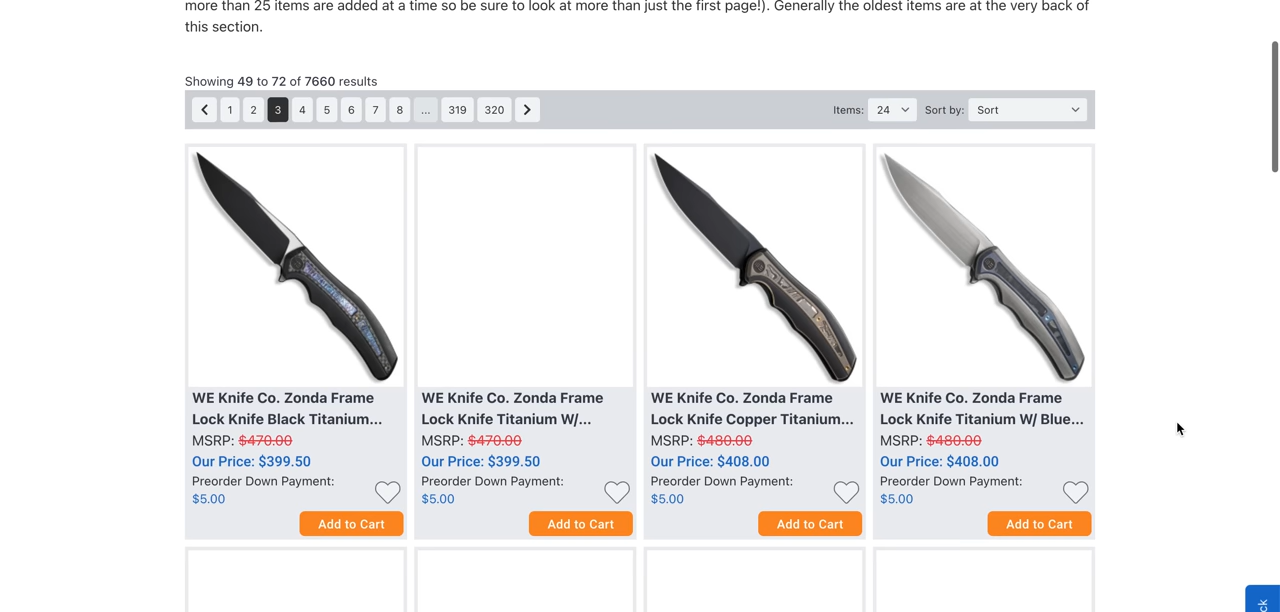 more than 25 items are added at a time so be sure to look at more than just the first page!). Generally the oldest items are at the very back of
this section.
Showing 49 to 72 of 7660 results
1 2 3 4 5 6 7 8 ... 319 320
Items: 24 Sort by: Sort
WE Knife Co. Zonda Frame
Lock Knife Black Titanium...
MSRP: $470.00
Our Price: $399.50
Preorder Down Payment:
$5.00
Add to Cart
WE Knife Co. Zonda Frame
Lock Knife Titanium W/...
MSRP: $470.00
Our Price: $399.50
Preorder Down Payment:
$5.00
Add to Cart
WE Knife Co. Zonda Frame
Lock Knife Copper Titanium...
MSRP: $480.00
Our Price: $408.00
Preorder Down Payment:
$5.00
Add to Cart
WE Knife Co. Zonda Frame
Lock Knife Titanium W/ Blue...
MSRP: $480.00
Our Price: $408.00
Preorder Down Payment:
$5.00
Add to Cart